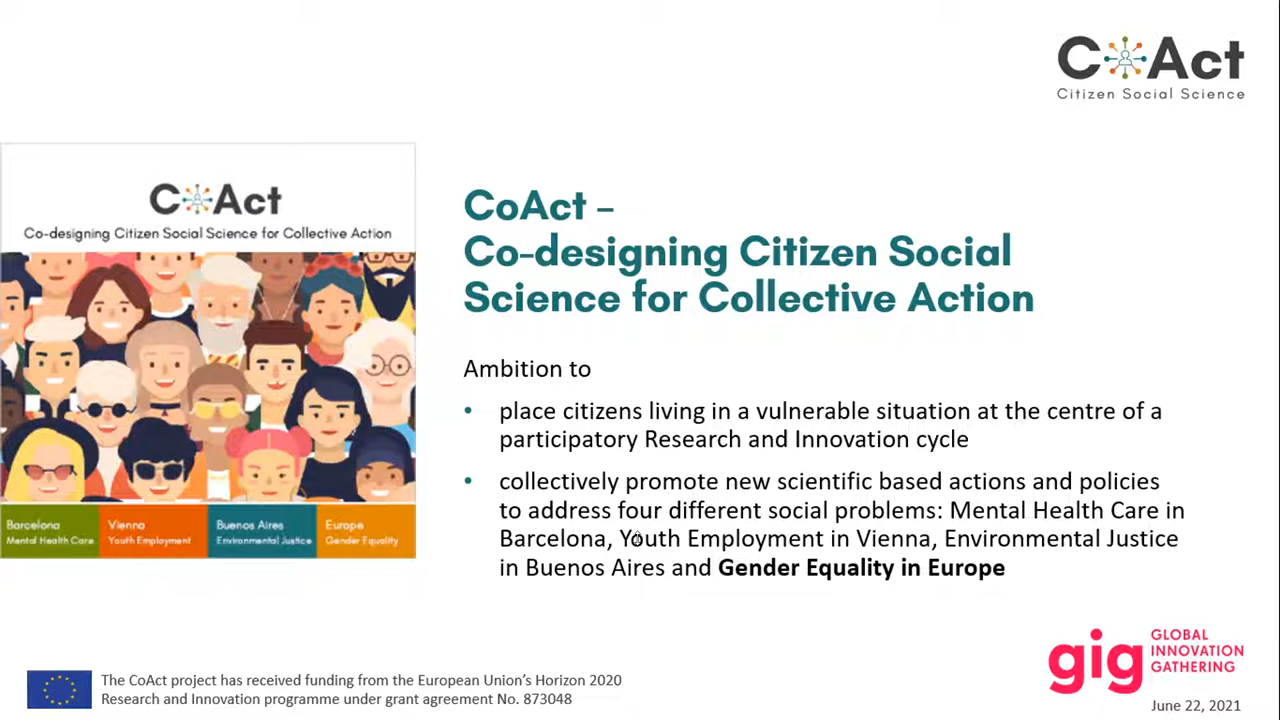 CoAct
Citizen Social Science
CoAct
Co-designing Citizen Social Science for Collective Action
Barcelona
Mental Health Care
Vienna
Youth Employment
Buenos Aires
Environmental Justice
Europe
Gender Equality
CoAct –
Co-designing Citizen Social
Science for Collective Action
Ambition to
• place citizens living in a vulnerable situation at the centre of a
participatory Research and Innovation cycle
• collectively promote new scientific based actions and policies
to address four different social problems: Mental Health Care in
Barcelona, Youth Employment in Vienna, Environmental Justice
in Buenos Aires and Gender Equality in Europe
The CoAct project has received funding from the European Union’s Horizon 2020
Research and Innovation programme under grant agreement No. 873048
gig
GLOBAL
INNOVATION
GATHERING
June 22, 2021